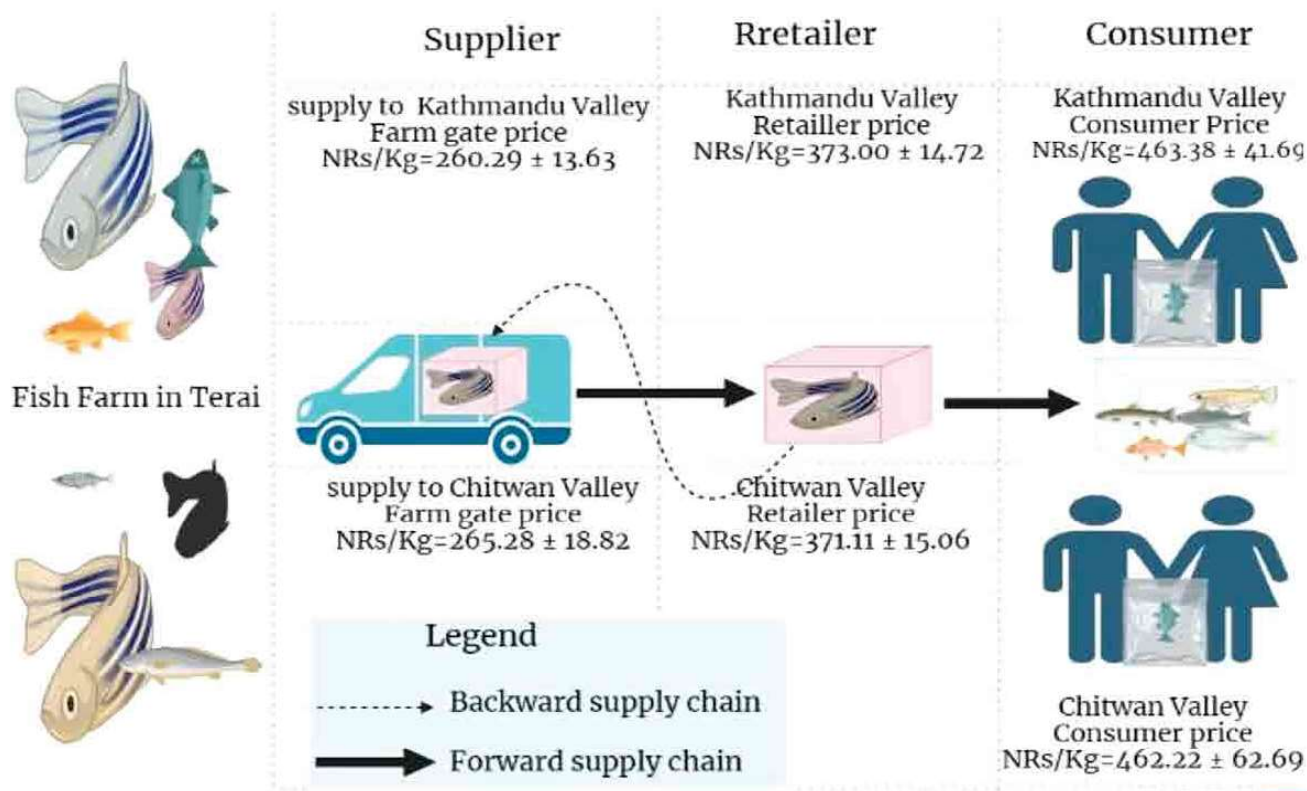 Supplier
Rretailer
Consumer
supply to Kathmandu Valley
Farm gate price
NRs/Kg=260.29 ± 13.63
Kathmandu Valley
Retailler price
NRs/Kg=373.00 ± 14.72
Kathmandu Valley
Consumer Price
NRs/Kg=463.38 ± 41.69
Fish Farm in Terai
supply to Chitwan Valley
Farm gate price
NRs/Kg=265.28 ± 18.82
Chitwan Valley
Retailer price
NRs/Kg=371.11 ± 15.06
Chitwan Valley
Consumer price
NRs/Kg=462.22 ± 62.69
Legend
Backward supply chain
Forward supply chain